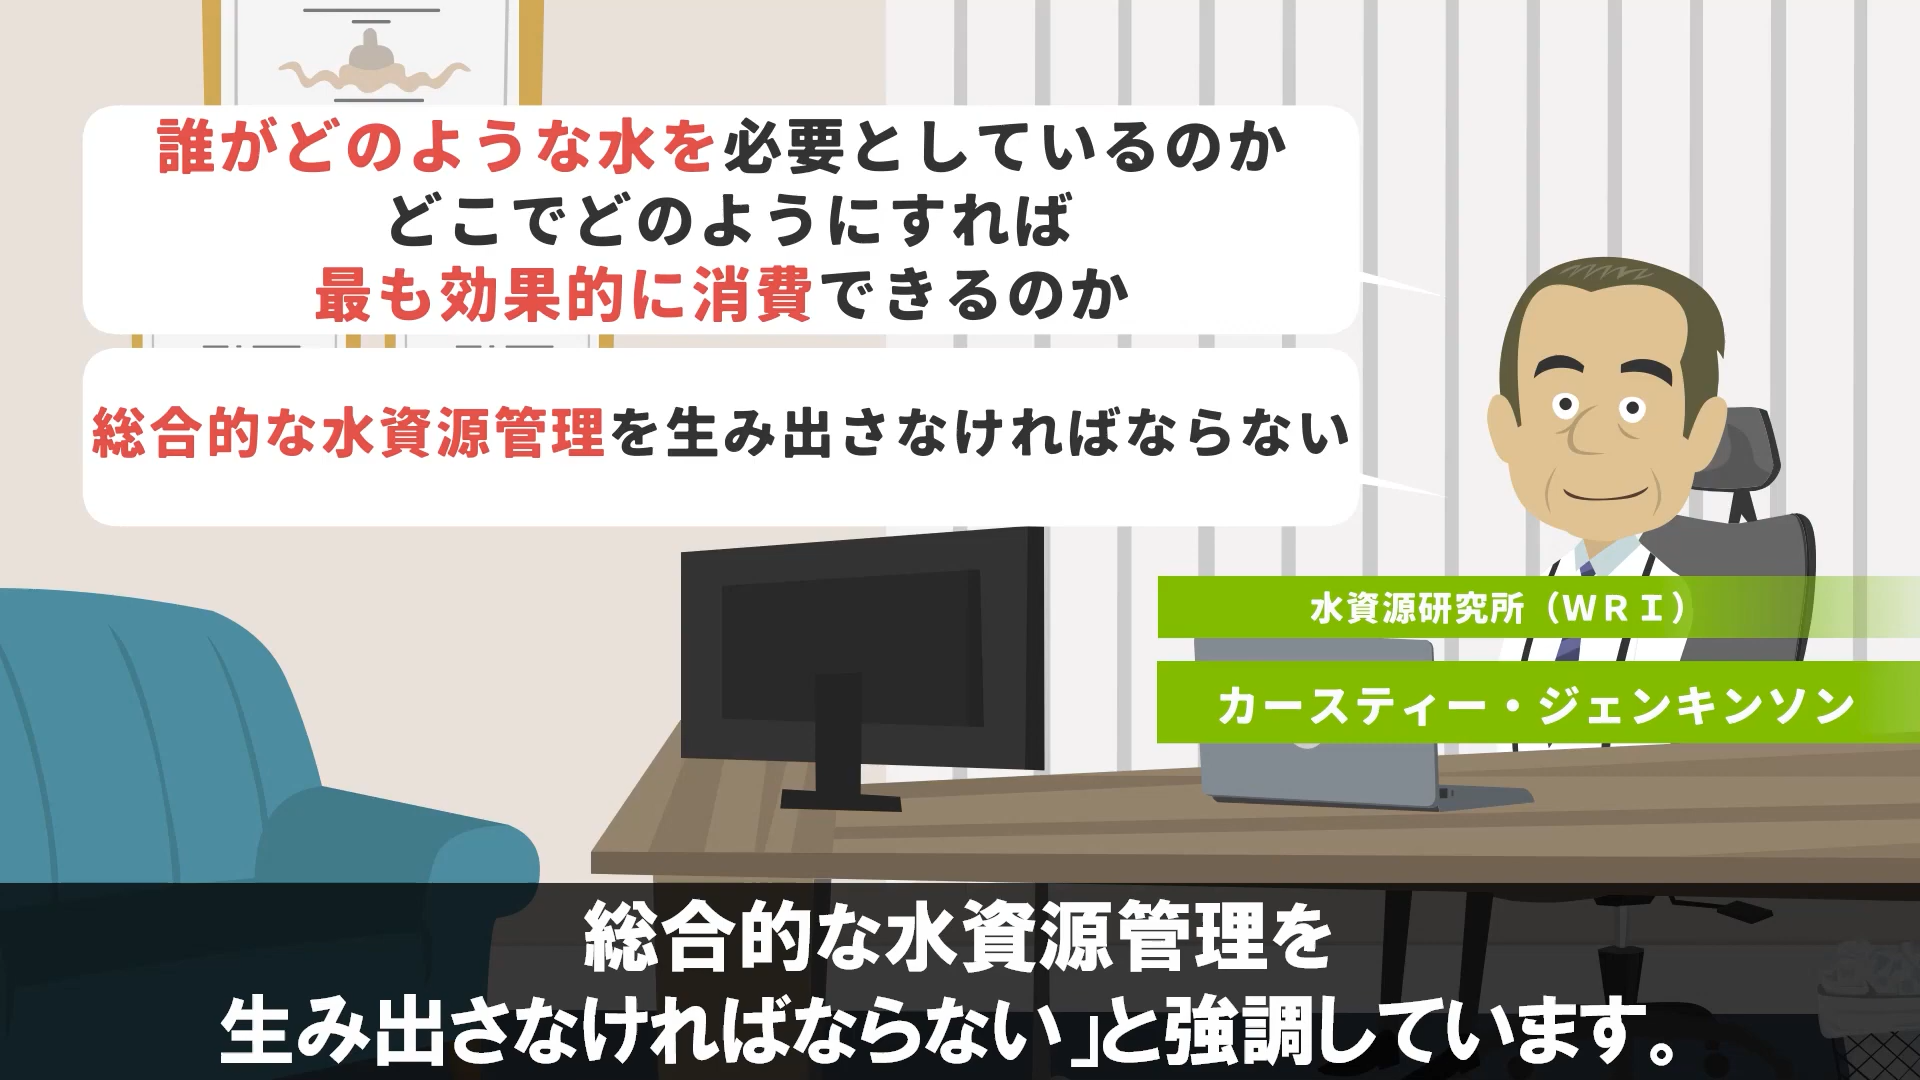 誰がどのような水を必要としているのか
どこでどのようにすれば
最も効果的に消費できるのか
総合的な水資源管理を生み出さなければならない
水資源研究所（ＷＲＩ）
カースティー・ジェンキンソン
総合的な水資源管理を
生み出さなければならない」と強調しています。